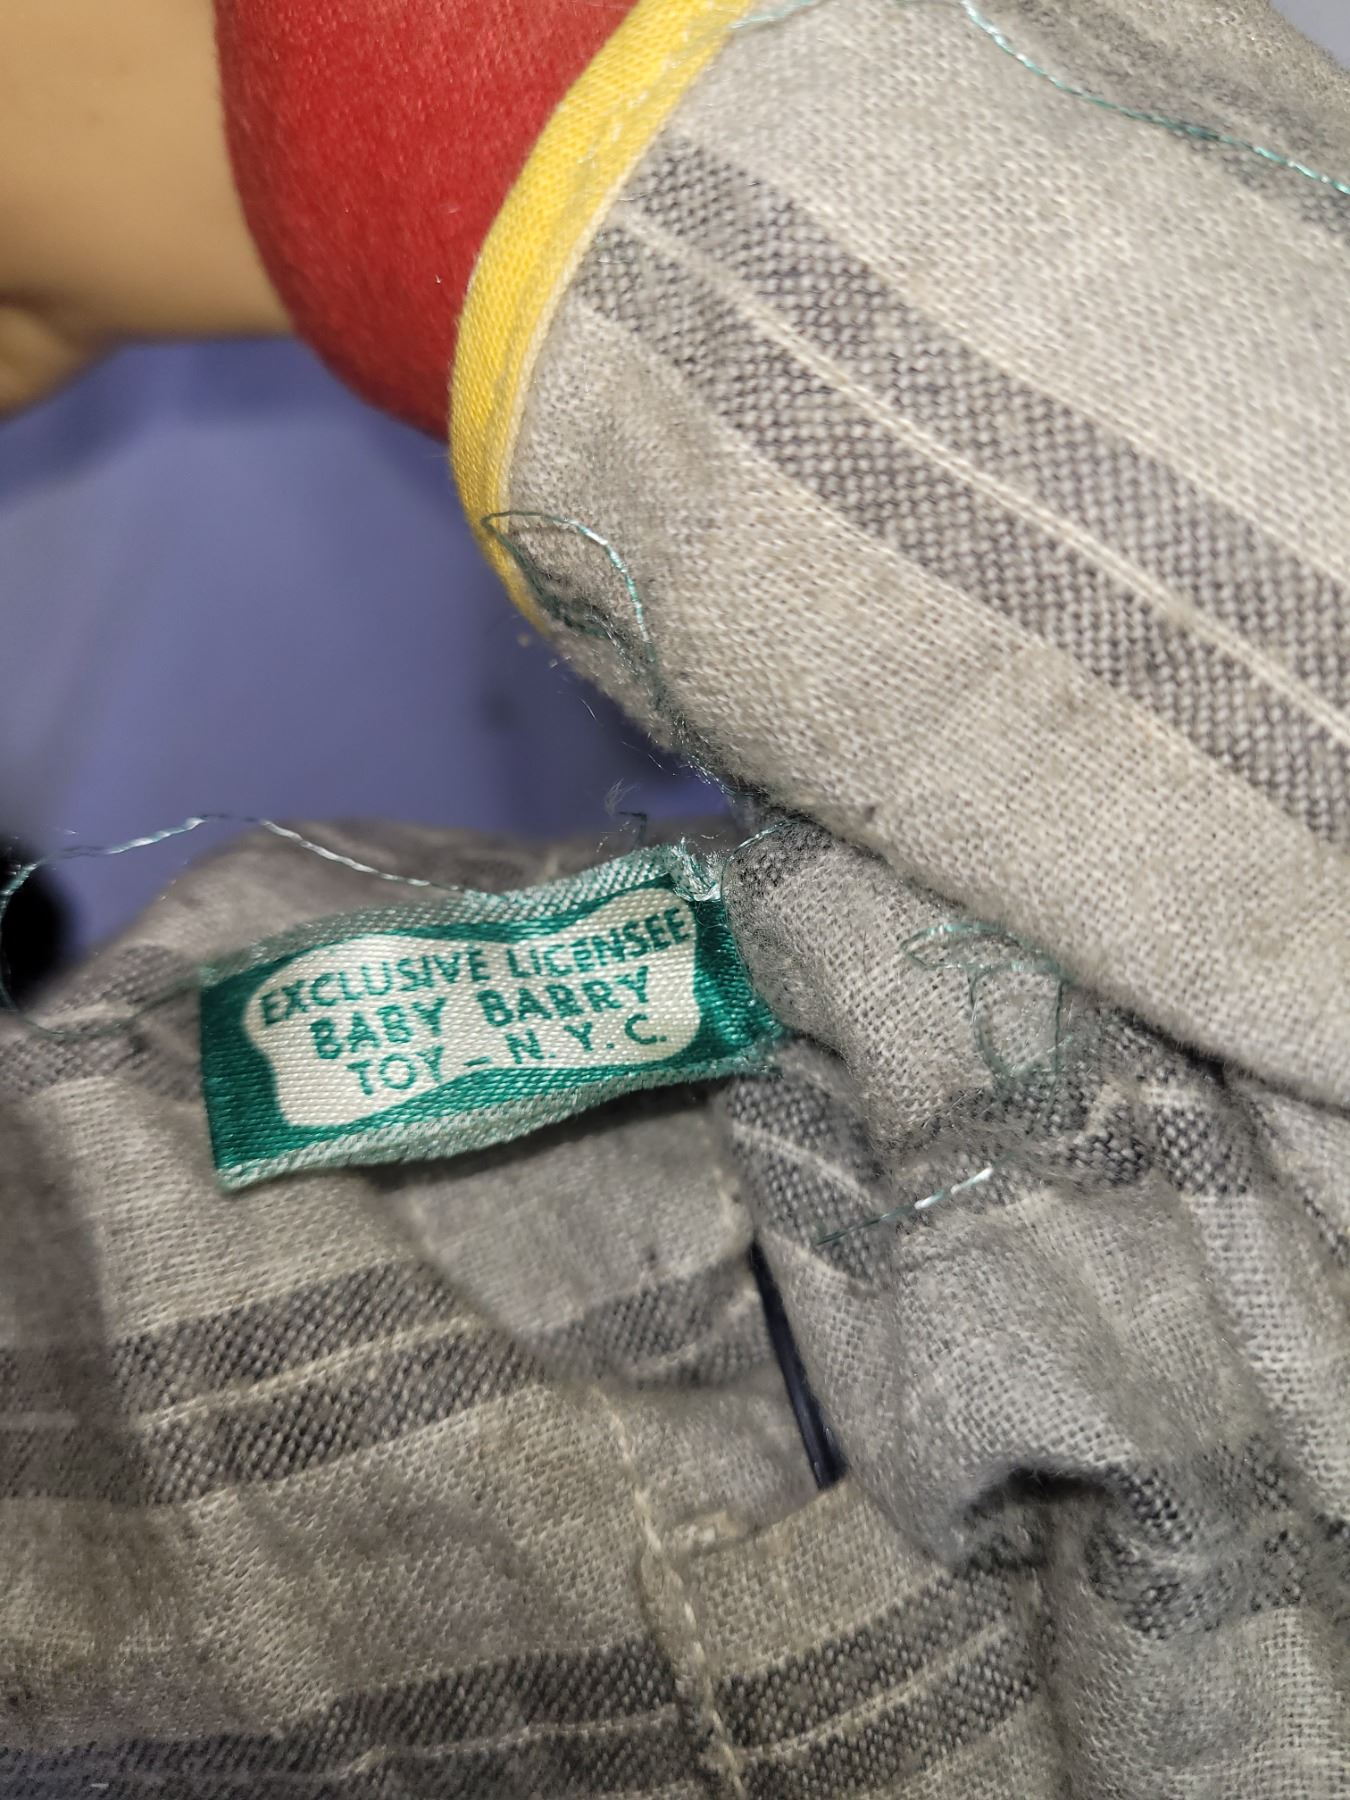 EXCLUSIVE LICENSEE
BABY BARRY
TOY – N. Y. C.